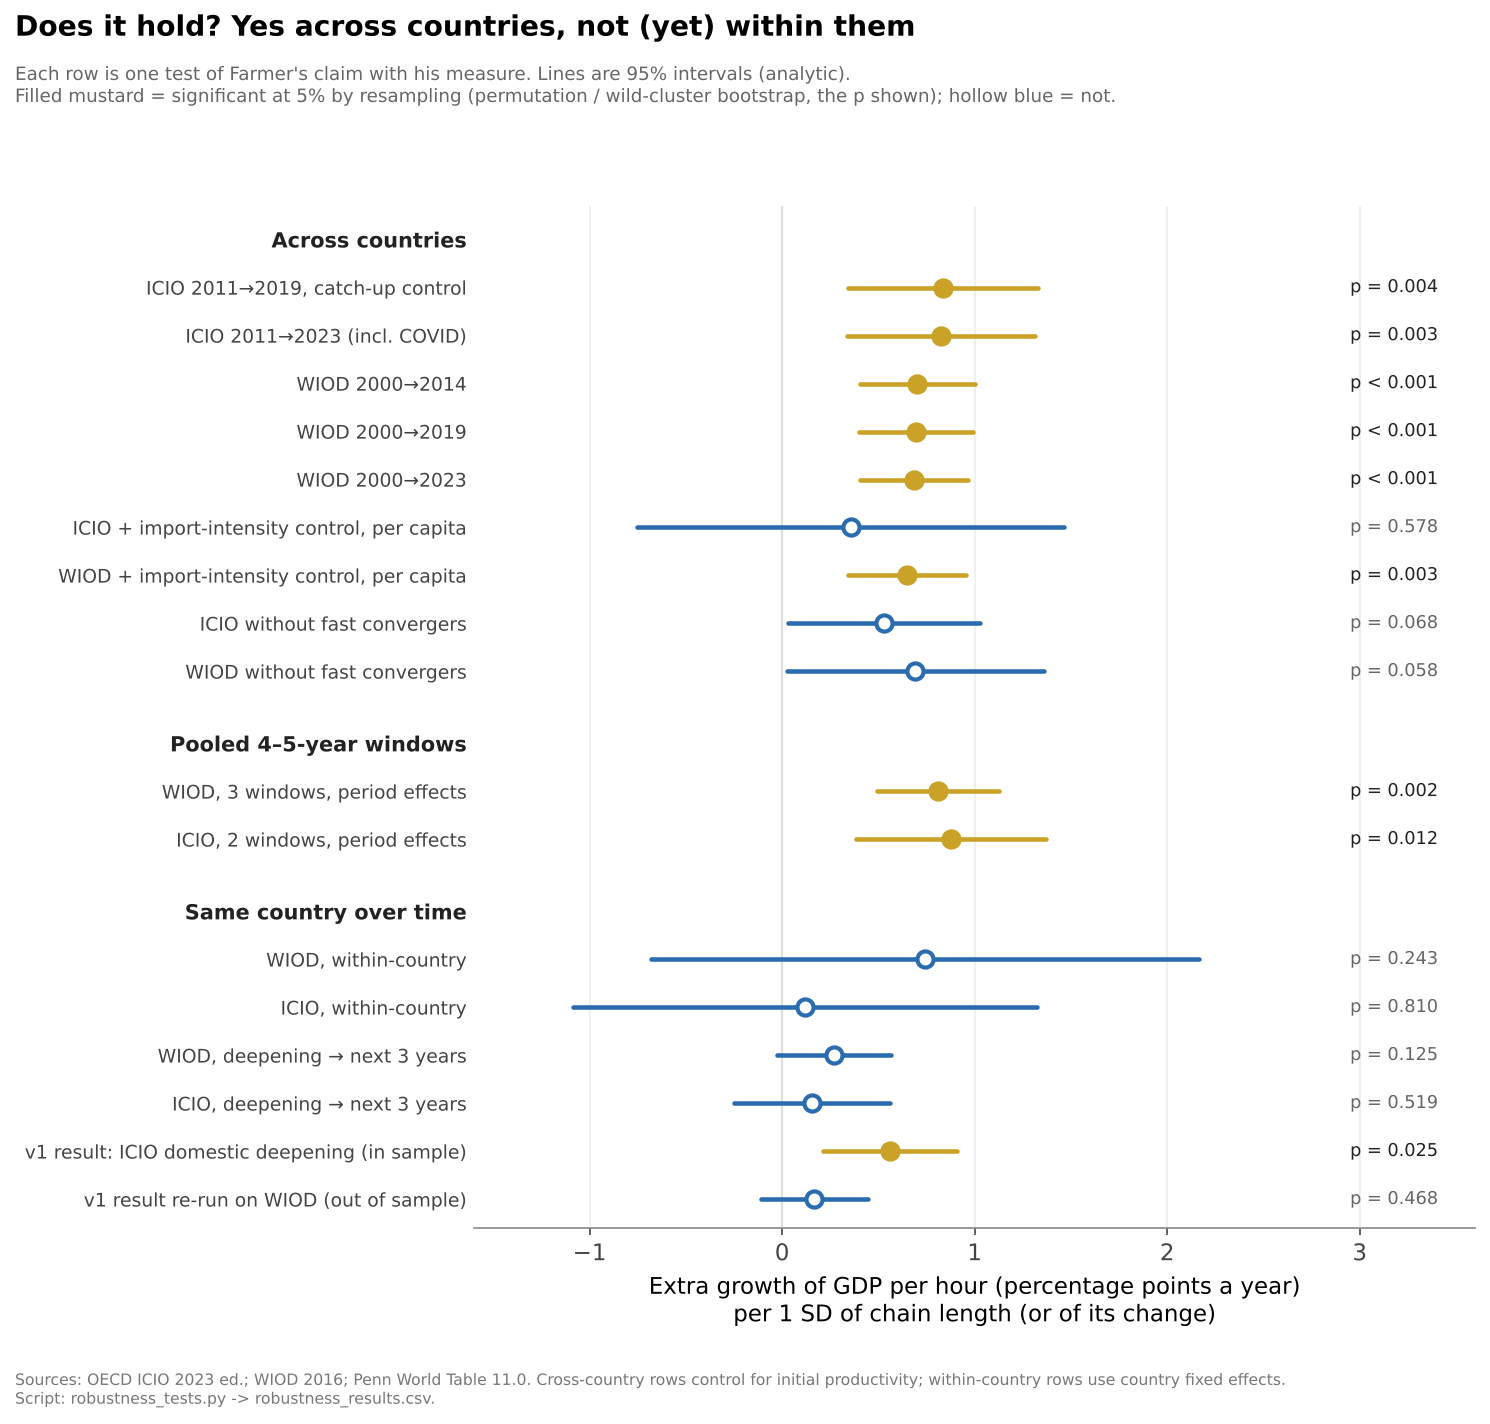 Does it hold? Yes across countries, not (yet) within them
Each row is one test of Farmer's claim with his measure. Lines are 95% intervals (analytic).
Filled mustard = significant at 5% by resampling (permutation / wild-cluster bootstrap, the p shown); hollow blue = not.
Across countries
ICIO 2011→2019, catch-up control p = 0.004
ICIO 2011→2023 (incl. COVID) p = 0.003
WIOD 2000→2014 p < 0.001
WIOD 2000→2019 p < 0.001
WIOD 2000→2023 p < 0.001
ICIO + import-intensity control, per capita p = 0.578
WIOD + import-intensity control, per capita p = 0.003
ICIO without fast convergers p = 0.068
WIOD without fast convergers p = 0.058
Pooled 4–5-year windows
WIOD, 3 windows, period effects p = 0.002
ICIO, 2 windows, period effects p = 0.012
Same country over time
WIOD, within-country p = 0.243
ICIO, within-country p = 0.810
WIOD, deepening → next 3 years p = 0.125
ICIO, deepening → next 3 years p = 0.519
v1 result: ICIO domestic deepening (in sample) p = 0.025
v1 result re-run on WIOD (out of sample) p = 0.468
−1 0 1 2 3
Extra growth of GDP per hour (percentage points a year)
per 1 SD of chain length (or of its change)
Sources: OECD ICIO 2023 ed.; WIOD 2016; Penn World Table 11.0. Cross-country rows control for initial productivity; within-country rows use country fixed effects.
Script: robustness_tests.py -> robustness_results.csv.